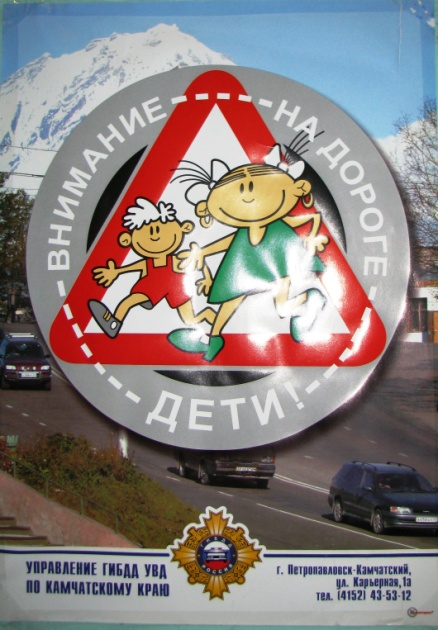 ВНИМАНИЕ
НА ДОРОГЕ
ДЕТИ!
УПРАВЛЕНИЕ ГИБДД УВД
ПО КАМЧАТСКОМУ КРАЮ
г. Петропавловск-Камчатский,
ул. Карьерная,1а
тел. (4152) 43-53-12
РОССИЯ